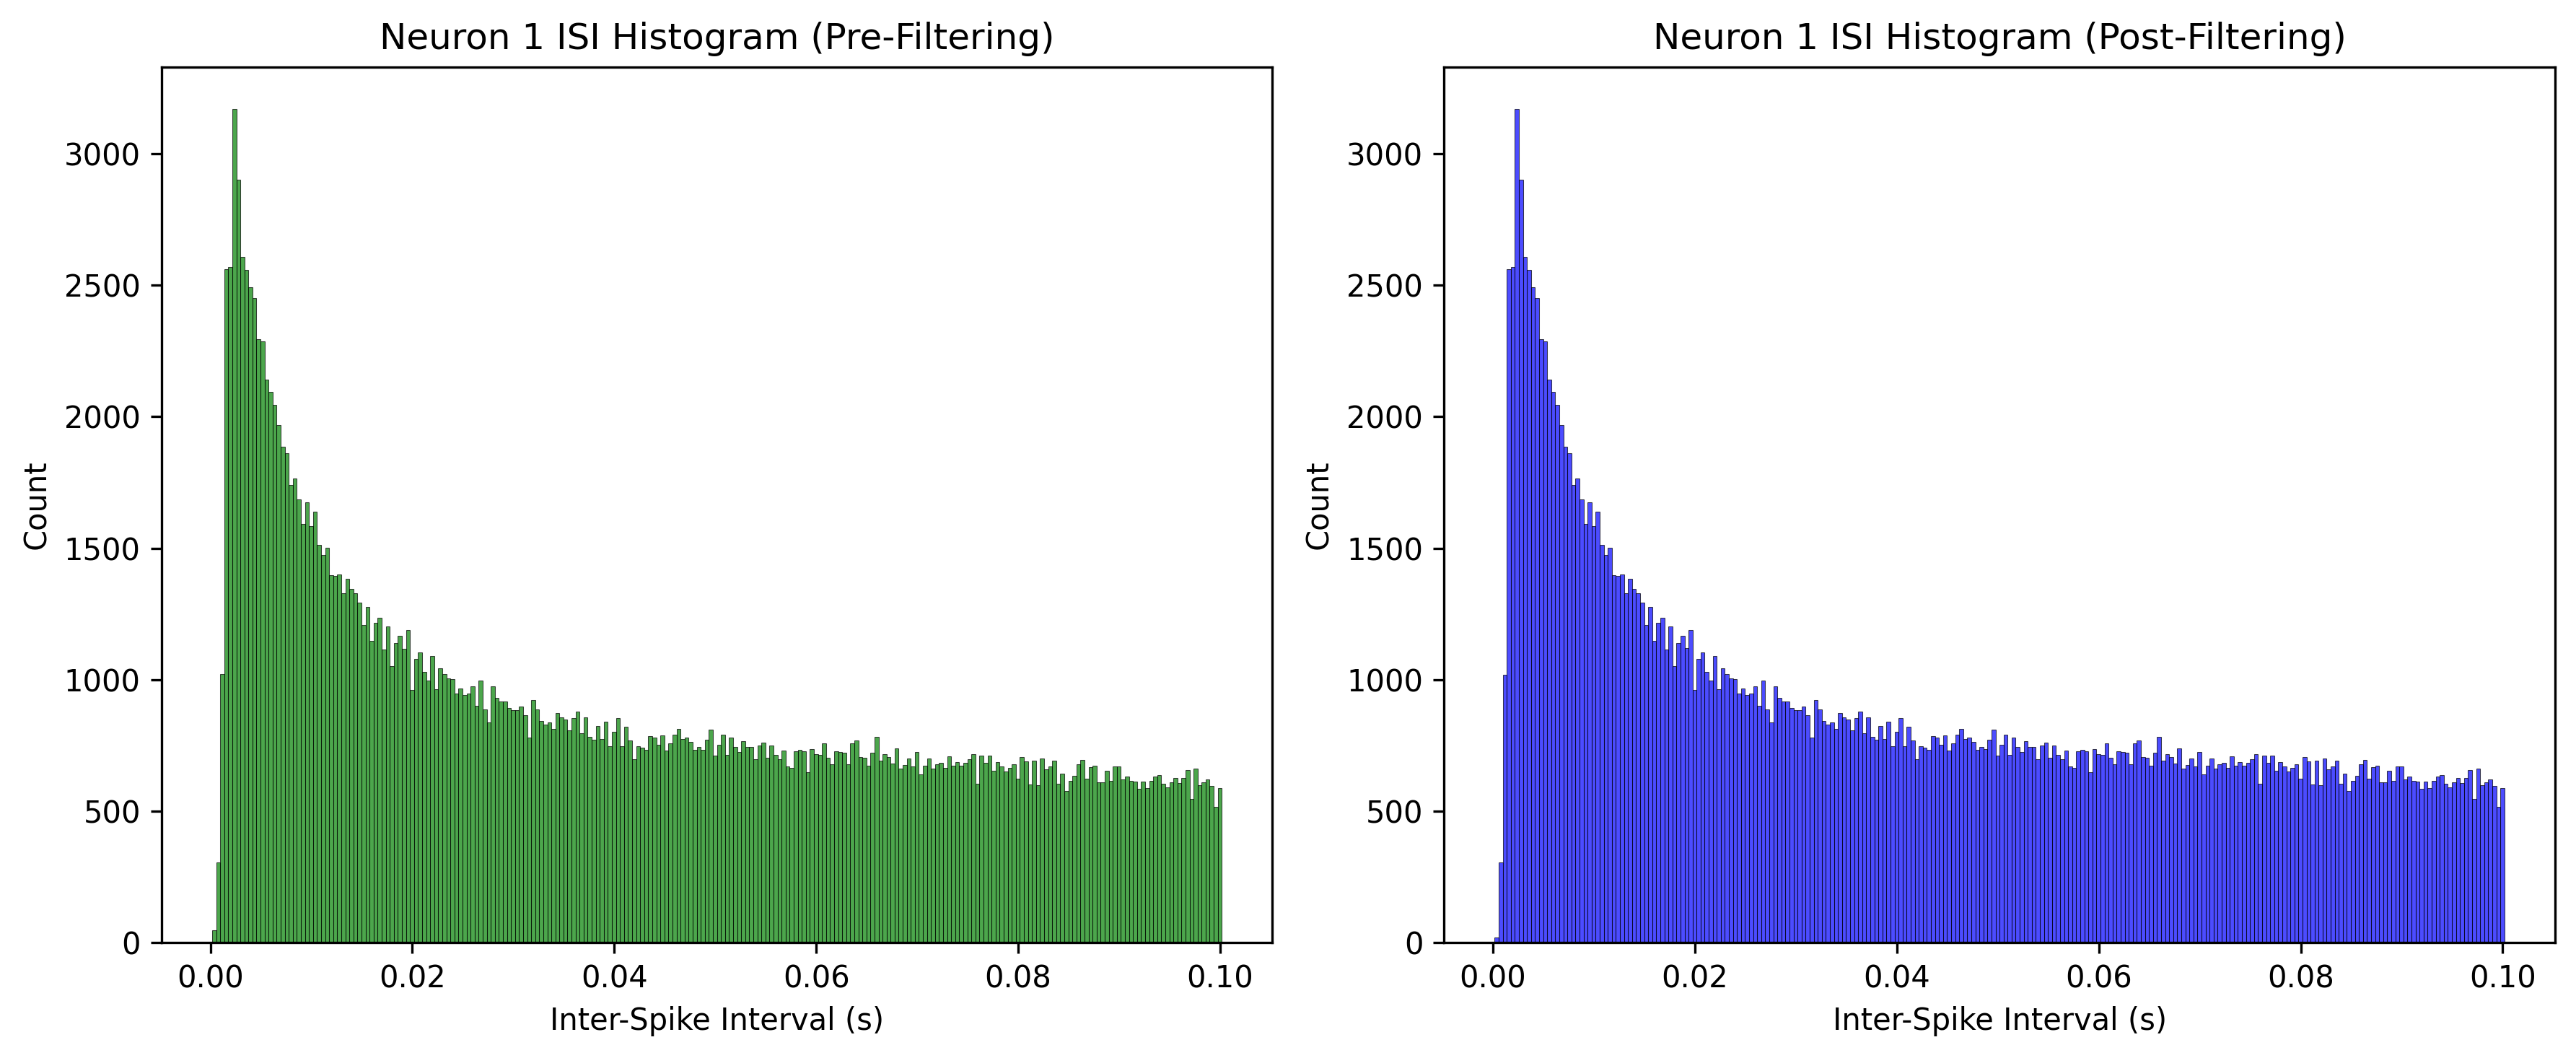 Neuron 1 ISI Histogram (Pre-Filtering)
3000
2500
2000
1500
1000
500
0
Count
0.00 0.02 0.04 0.06 0.08 0.10
Inter-Spike Interval (s)
Neuron 1 ISI Histogram (Post-Filtering)
3000
2500
2000
1500
1000
500
0
Count
0.00 0.02 0.04 0.06 0.08 0.10
Inter-Spike Interval (s)